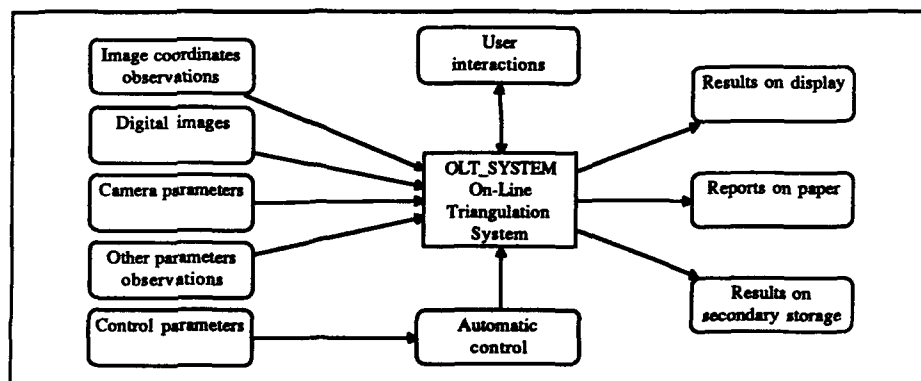 Image coordinates
observations
Digital images
Camera parameters
Other parameters
observations
Control parameters
User
interactions
OLT_SYSTEM
On-Line
Triangulation
System
Automatic
control
Results on display
Reports on paper
Results on
secondary storage